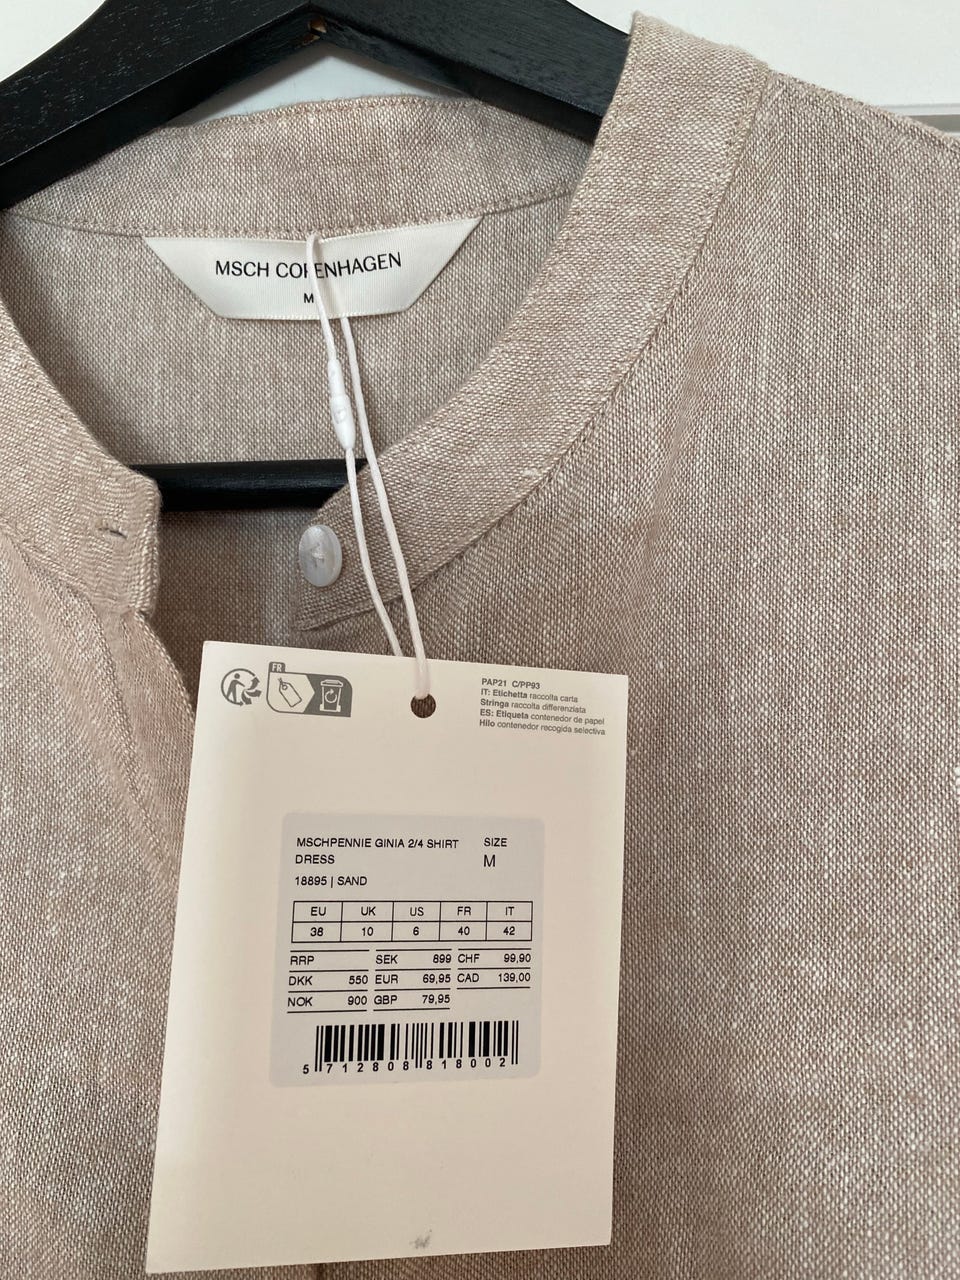 MSCH COPENHAGEN
M
FR
PAP21 C/PP93
IT: Etichetta raccolta carta
Stringa raccolta differenziata
ES: Etiqueta contenedor de papel
Hilo contenedor recogida selectiva
MSCHPENNIE GINIA 2/4 SHIRT DRESS
SIZE
M
18895 | SAND
EU UK US FR IT
38 10 6 40 42
RRP SEK 899 CHF 99,90
DKK 550 EUR 69,95 CAD 139,00
NOK 900 GBP 79,95
5 712808 818002